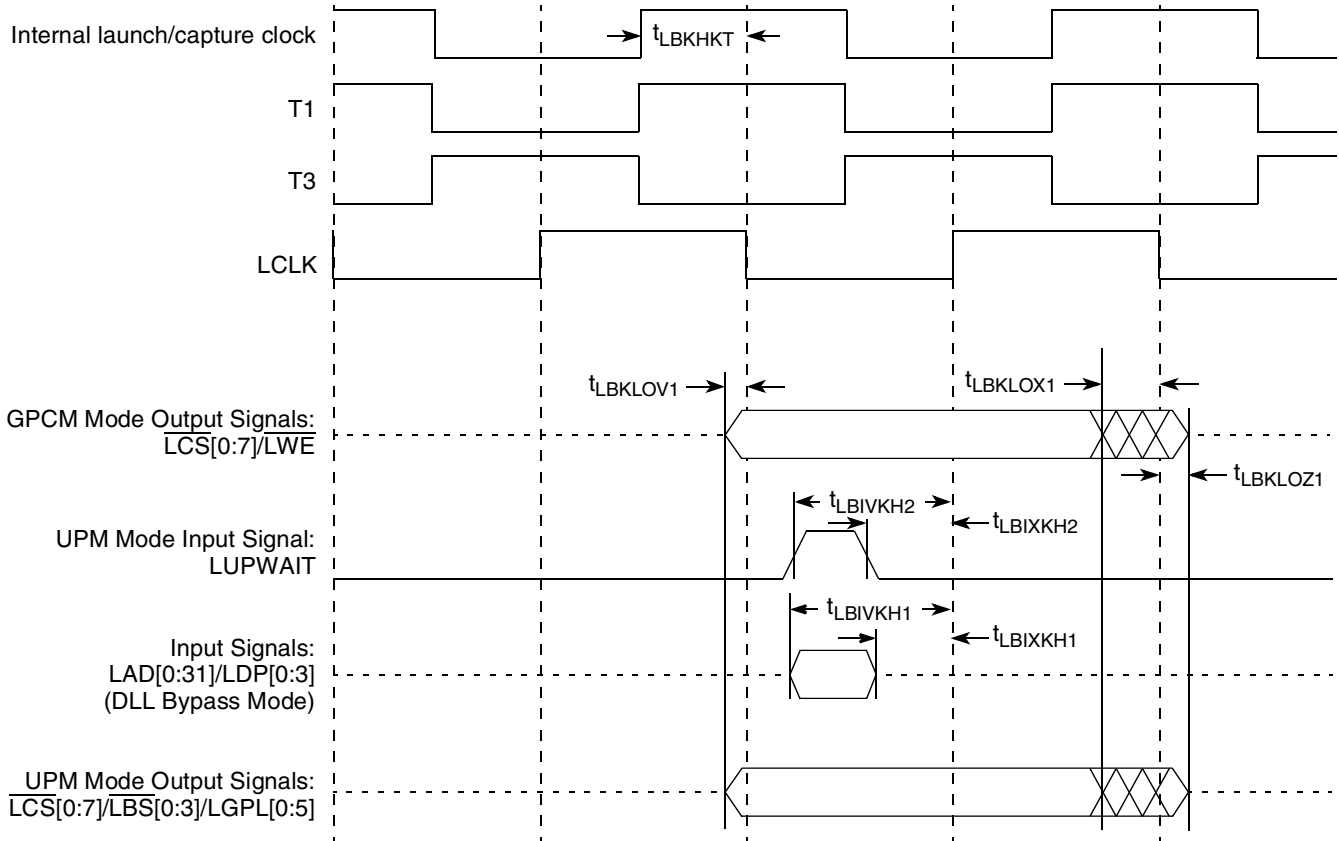 Internal launch/capture clock
tLBKHKT
T1
T3
LCLK
tLBKLOV1
tLBKLOX1
GPCM Mode Output Signals:
LCS[0:7]/LWE
tLBKLOZ1
tLBIVKH2
tLBIXKH2
UPM Mode Input Signal:
LUPWAIT
tLBIVKH1
tLBIXKH1
Input Signals:
LAD[0:31]/LDP[0:3]
(DLL Bypass Mode)
UPM Mode Output Signals:
LCS[0:7]/LBS[0:3]/LGPL[0:5]